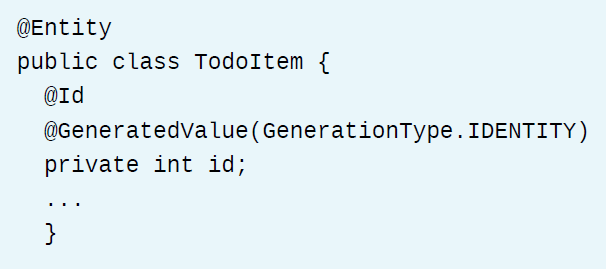 @Entity
public class TodoItem {
@Id
@GeneratedValue(GenerationType.IDENTITY)
private int id;
...
}